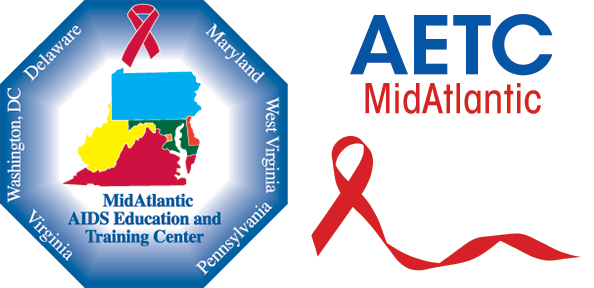 Washington, DC
Delaware
Maryland
West Virginia
Pennsylvania
Virginia
MidAtlantic
AIDS Education and
Training Center
AETC
MidAtlantic